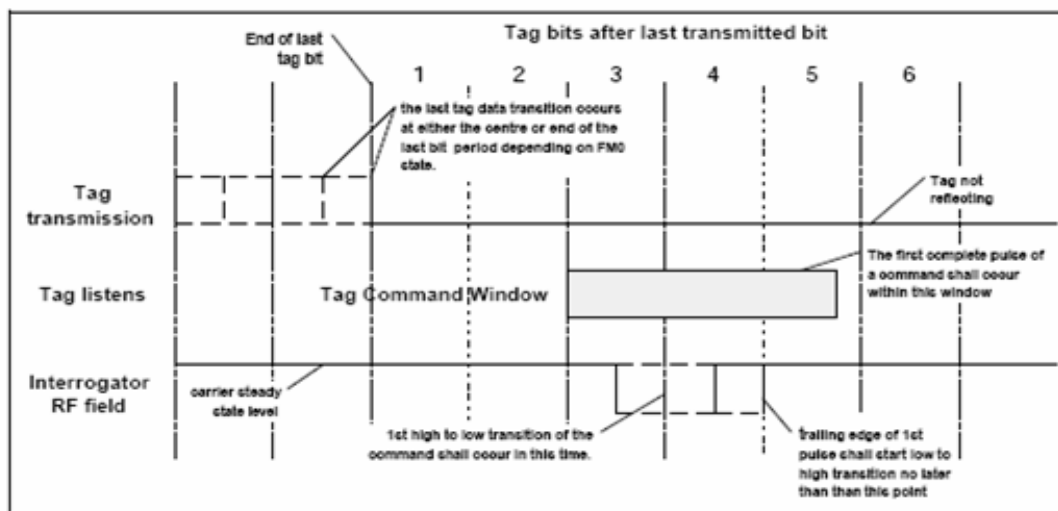 Tag bits after last transmitted bit
End of last
tag bit
1 2 3 4 5 6
the last tag data transition occurs
at either the centre or end of the
last bit period depending on FM0
state.
Tag
transmission
Tag not
reflecting
The first complete pulse of
a command shall occur
within this window
Tag listens
Tag Command Window
Interrogator
RF field
carrier steady
state level
1st high to low transition of the
command shall occur in this time.
trailing edge of 1st
pulse shall start low to
high transition no later
than than this point